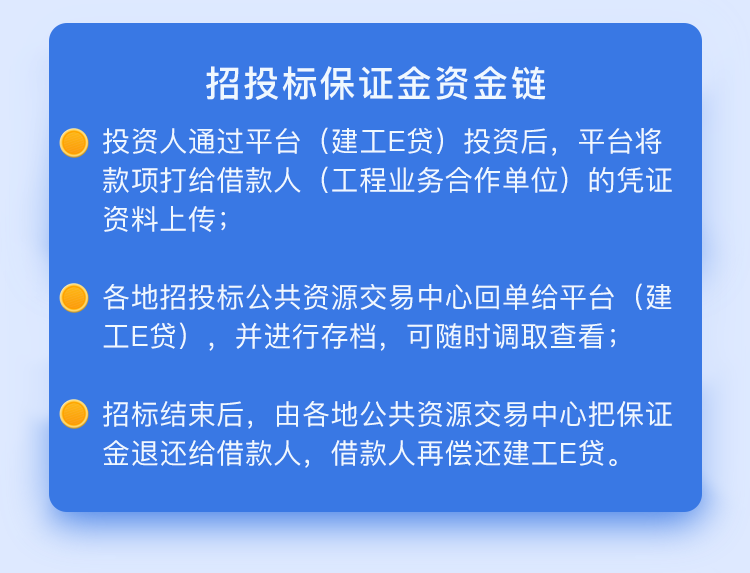 招投标保证金资金链
投资人通过平台（建工E贷）投资后，平台将
款项打给借款人（工程业务合作单位）的凭证
资料上传；
各地招投标公共资源交易中心回单给平台（建
工E贷），并进行存档，可随时调取查看；
招标结束后，由各地公共资源交易中心把保证
金退还给借款人，借款人再偿还建工E贷。